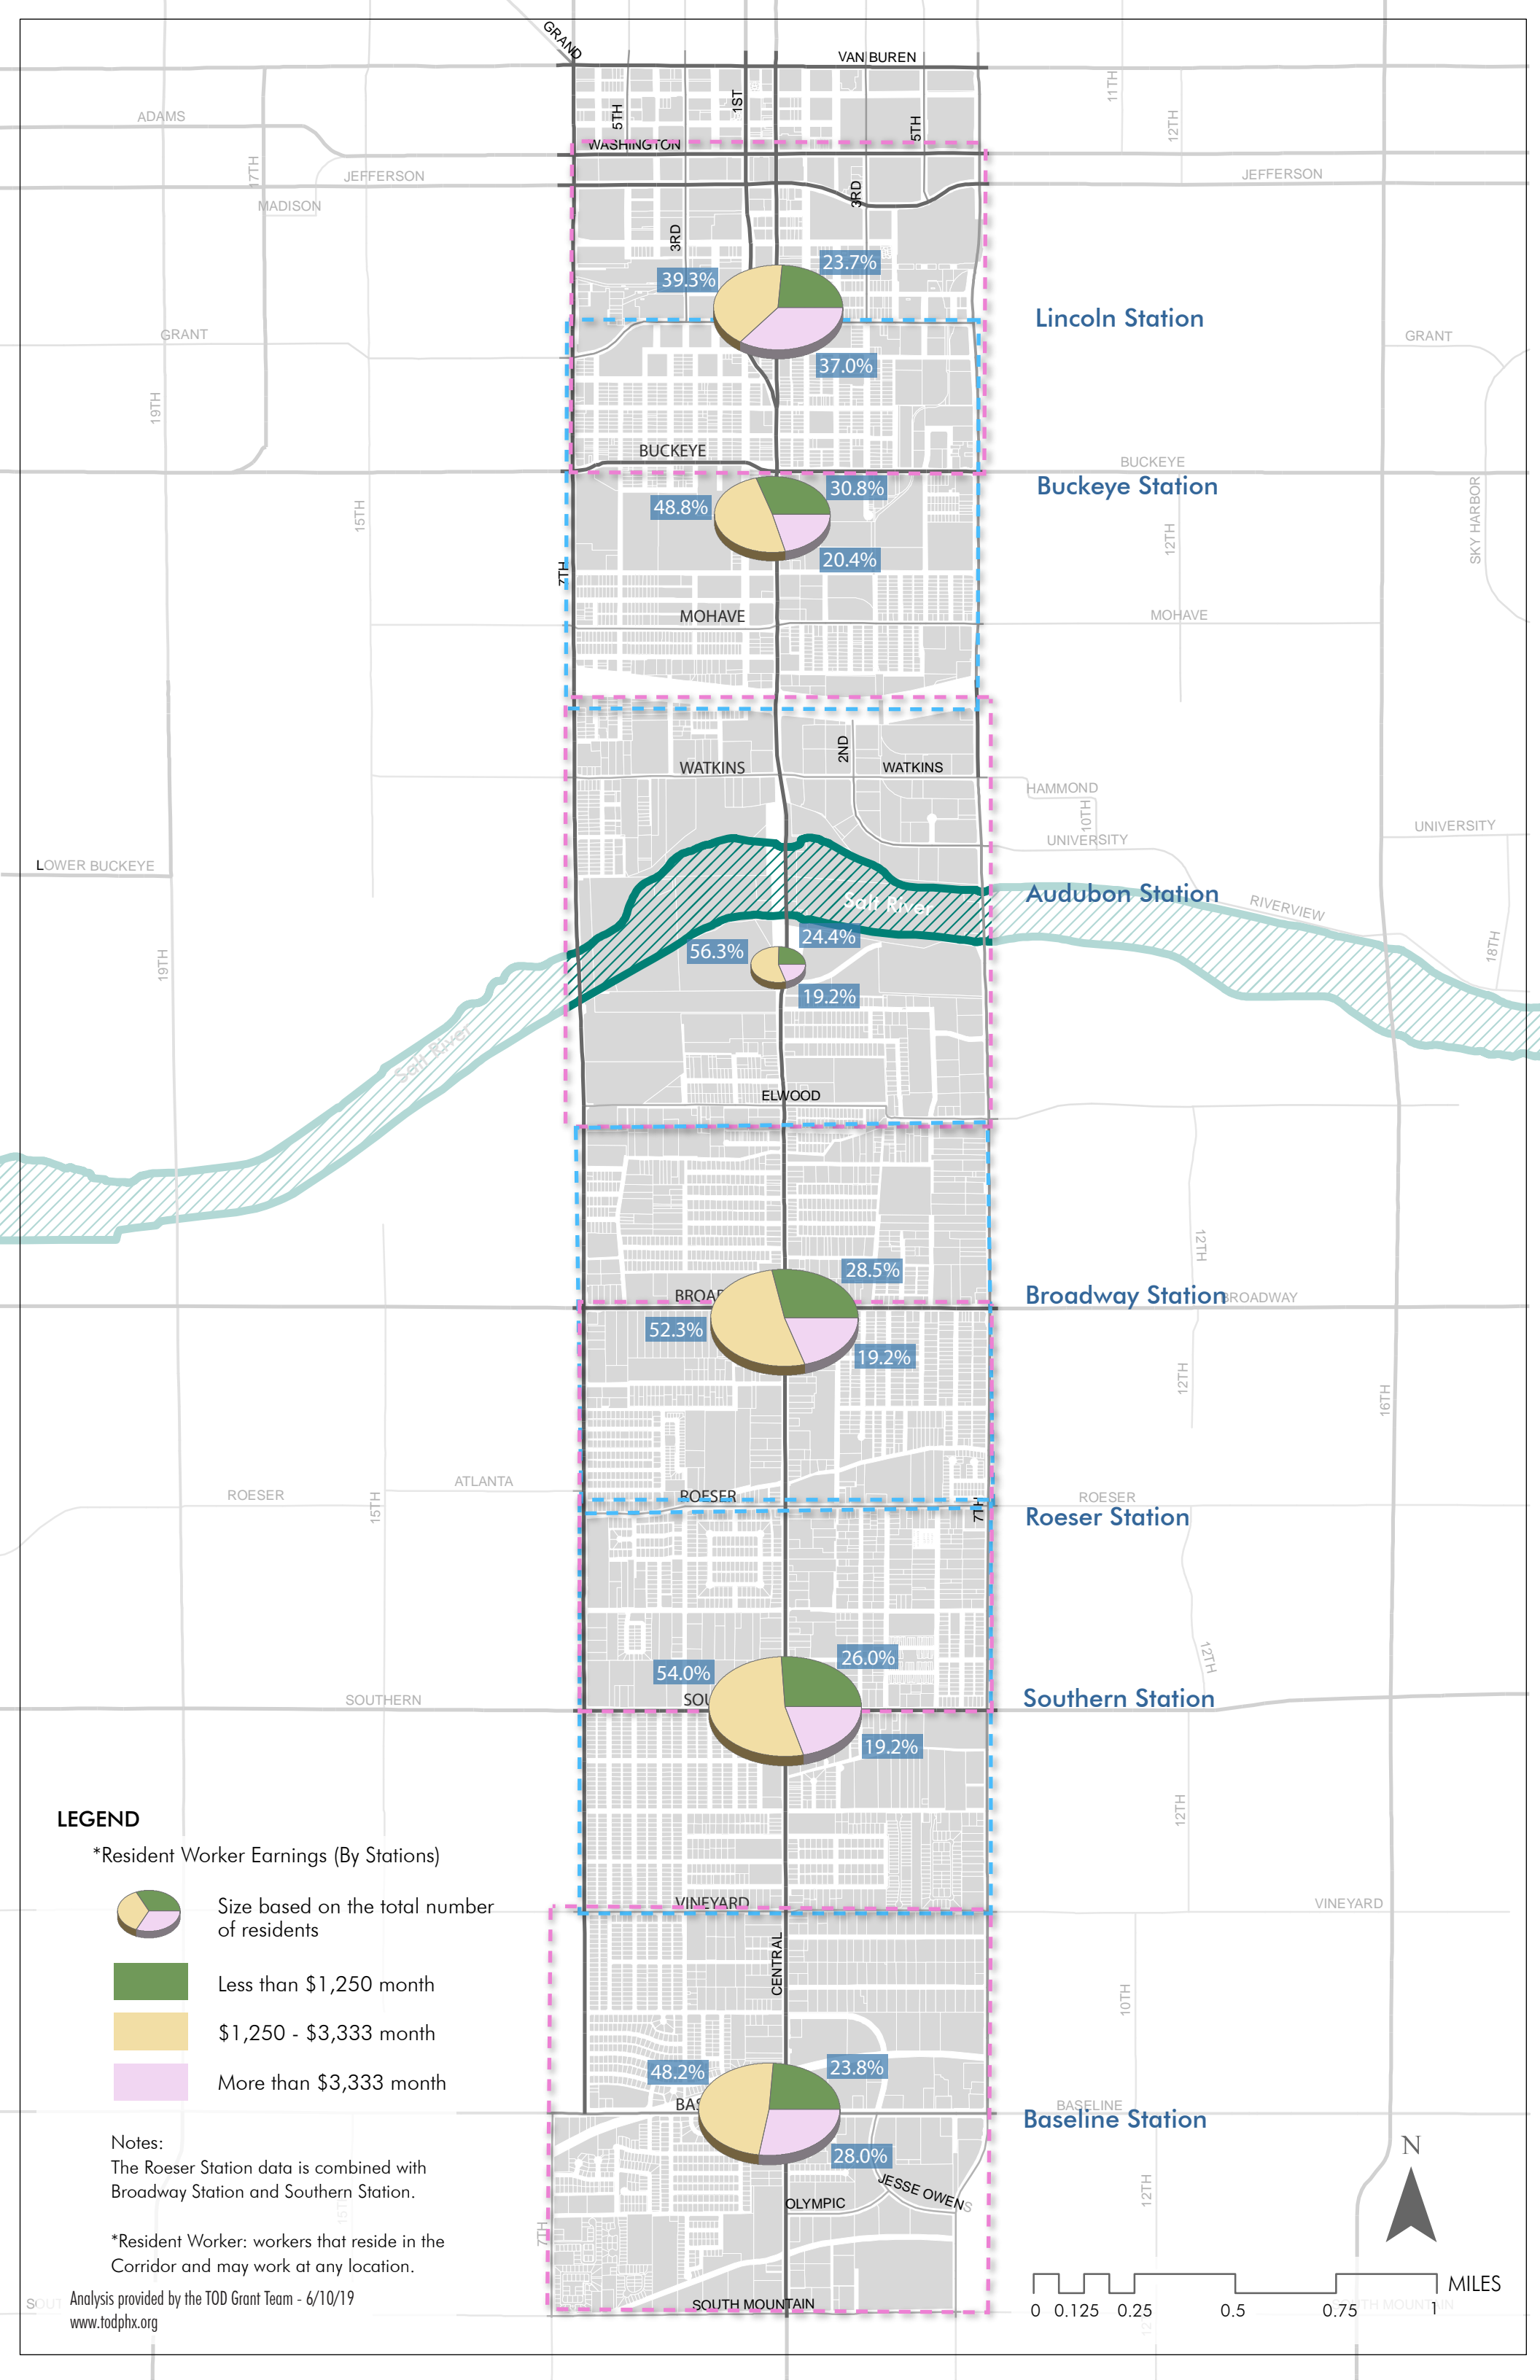 GRAND
VAN BUREN
11TH
ADAMS
5TH
1ST
5TH
12TH
WASHINGTON
17TH
JEFFERSON
JEFFERSON
MADISON
3RD
3RD
23.7%
39.3%
Lincoln Station
GRANT
GRANT
37.0%
19TH
BUCKEYE
BUCKEYE
Buckeye Station
30.8%
48.8%
15TH
12TH
SKY HARBOR
20.4%
7TH
MOHAVE
MOHAVE
2ND
WATKINS
WATKINS
HAMMOND
10TH
UNIVERSITY
UNIVERSITY
LOWER BUCKEYE
Audubon Station
Salt River
RIVERVIEW
24.4%
56.3%
19TH
18TH
19.2%
Salt River
ELWOOD
12TH
28.5%
Broadway Station
BROADWAY
BROA
52.3%
19.2%
12TH
16TH
ATLANTA
ROESER
ROESER
ROESER
15TH
7TH
Roeser Station
26.0%
12TH
54.0%
SOUTHERN
SOU
Southern Station
19.2%
12TH
LEGEND
*Resident Worker Earnings (By Stations)
Size based on the total number
of residents
Less than $1,250 month
$1,250 - $3,333 month
More than $3,333 month
VINEYARD
VINEYARD
CENTRAL
10TH
48.2%
23.8%
BAS
BASELINE
Baseline Station
28.0%
JESSE OWENS
OLYMPIC
12TH
N
7TH
15TH
Notes:
The Roeser Station data is combined with
Broadway Station and Southern Station.
*Resident Worker: workers that reside in the
Corridor and may work at any location.
Analysis provided by the TOD Grant Team - 6/10/19
www.todphx.org
SOUT
SOUTH MOUNTAIN
SOUTH MOUNTAIN
MILES
0 0.125 0.25 0.5 0.75 1